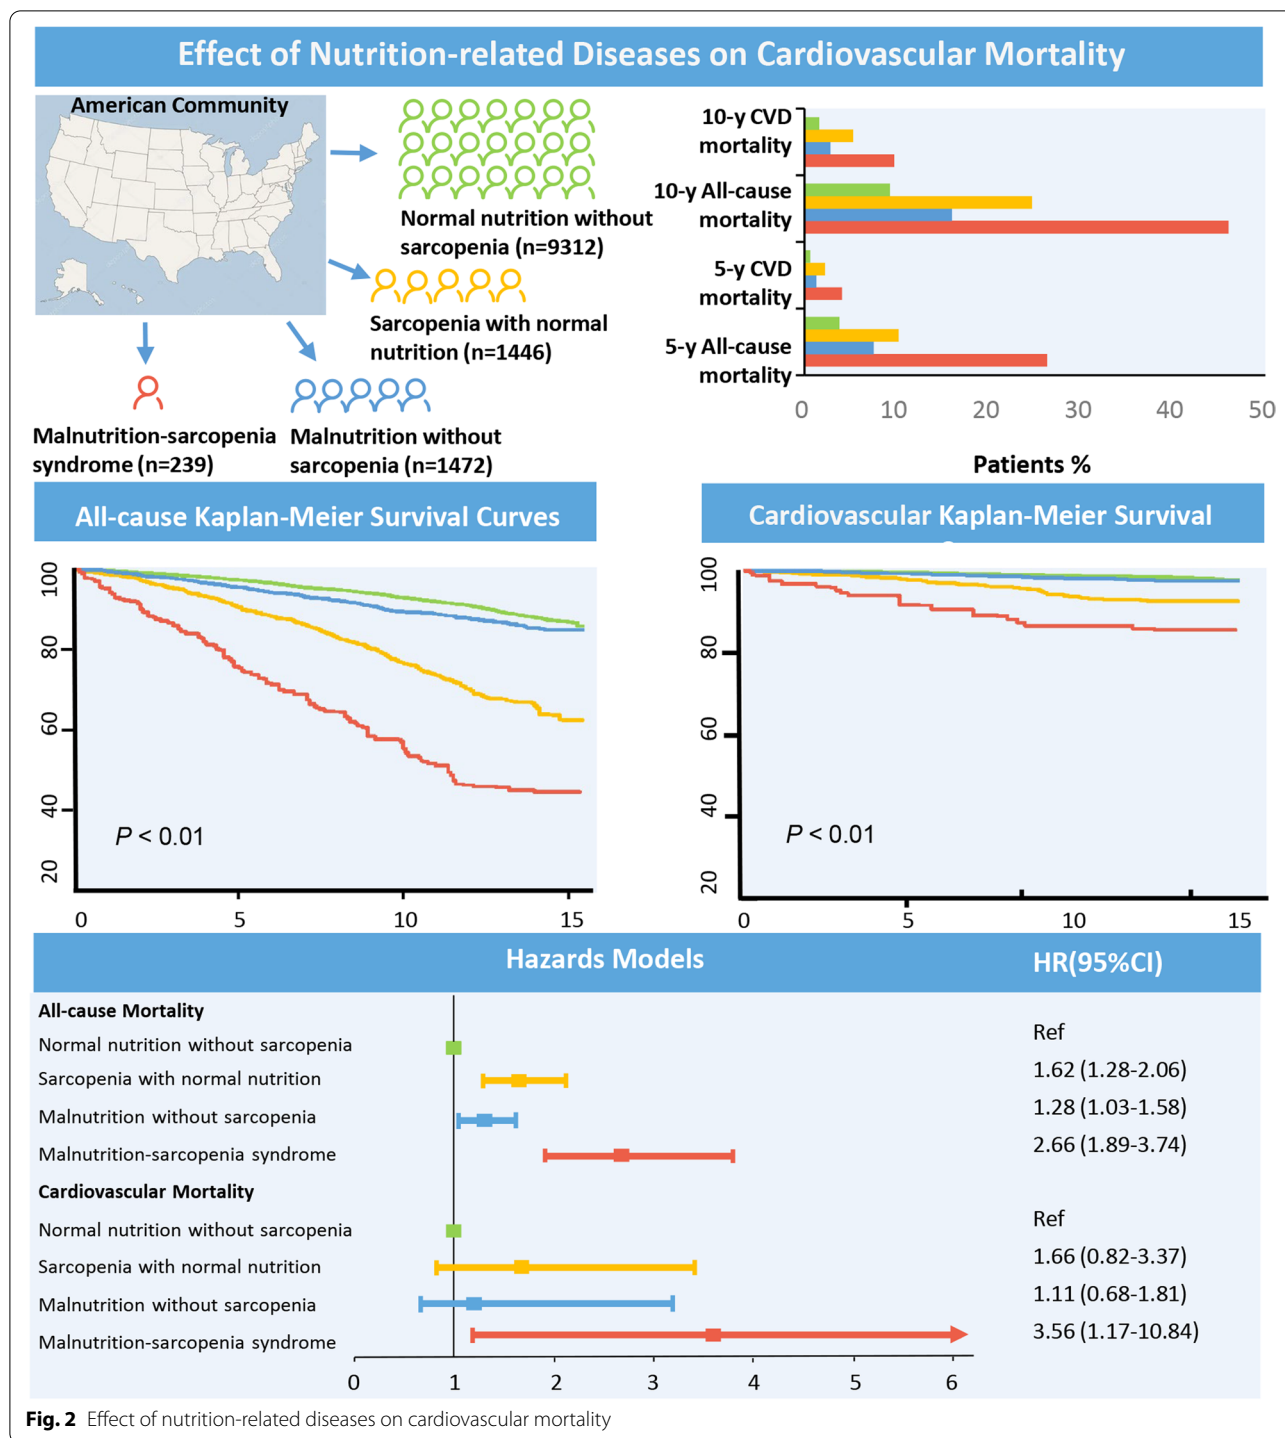 Effect of Nutrition-related Diseases on Cardiovascular Mortality
American Community
Normal nutrition without
sarcopenia (n=9312)
Sarcopenia with normal
nutrition (n=1446)
Malnutrition-sarcopenia
syndrome (n=239)
Malnutrition without
sarcopenia (n=1472)
10-y CVD
mortality
10-y All-cause
mortality
5-y CVD
mortality
5-y All-cause
mortality
0 10 20 30 40 50
Patients %
All-cause Kaplan-Meier Survival Curves
100
80
60
40
20
P < 0.01
0 5 10 15
Cardiovascular Kaplan-Meier Survival
100
80
60
40
20
P < 0.01
0 5 10 15
Hazards Models HR(95%CI)
All-cause Mortality
Normal nutrition without sarcopenia Ref
Sarcopenia with normal nutrition 1.62 (1.28-2.06)
Malnutrition without sarcopenia 1.28 (1.03-1.58)
Malnutrition-sarcopenia syndrome 2.66 (1.89-3.74)
Cardiovascular Mortality
Normal nutrition without sarcopenia Ref
Sarcopenia with normal nutrition 1.66 (0.82-3.37)
Malnutrition without sarcopenia 1.11 (0.68-1.81)
Malnutrition-sarcopenia syndrome 3.56 (1.17-10.84)
0 1 2 3 4 5 6
Fig. 2 Effect of nutrition-related diseases on cardiovascular mortality